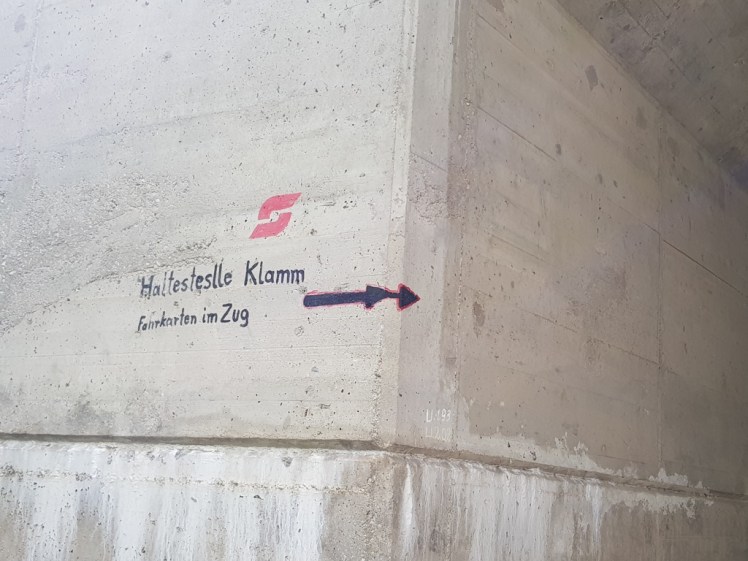 Haltesteslle Klamm
Fahrkarten im Zug